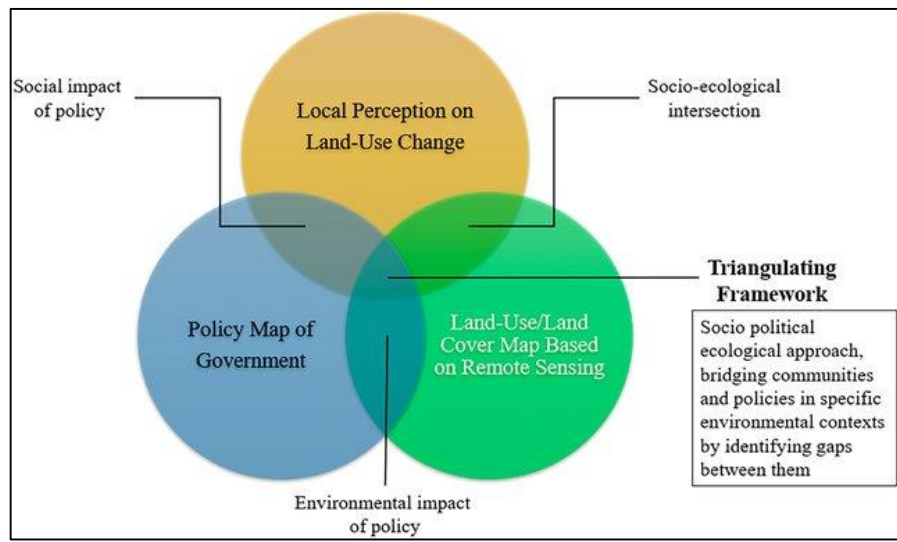 Social impact
of policy
Local Perception on
Land-Use Change
Socio-ecological
intersection
Policy Map of
Government
Land-Use/Land
Cover Map Based
on Remote Sensing
Triangulating
Framework
Socio political
ecological approach,
bridging communities
and policies in specific
environmental contexts
by identifying gaps
between them
Environmental impact
of policy